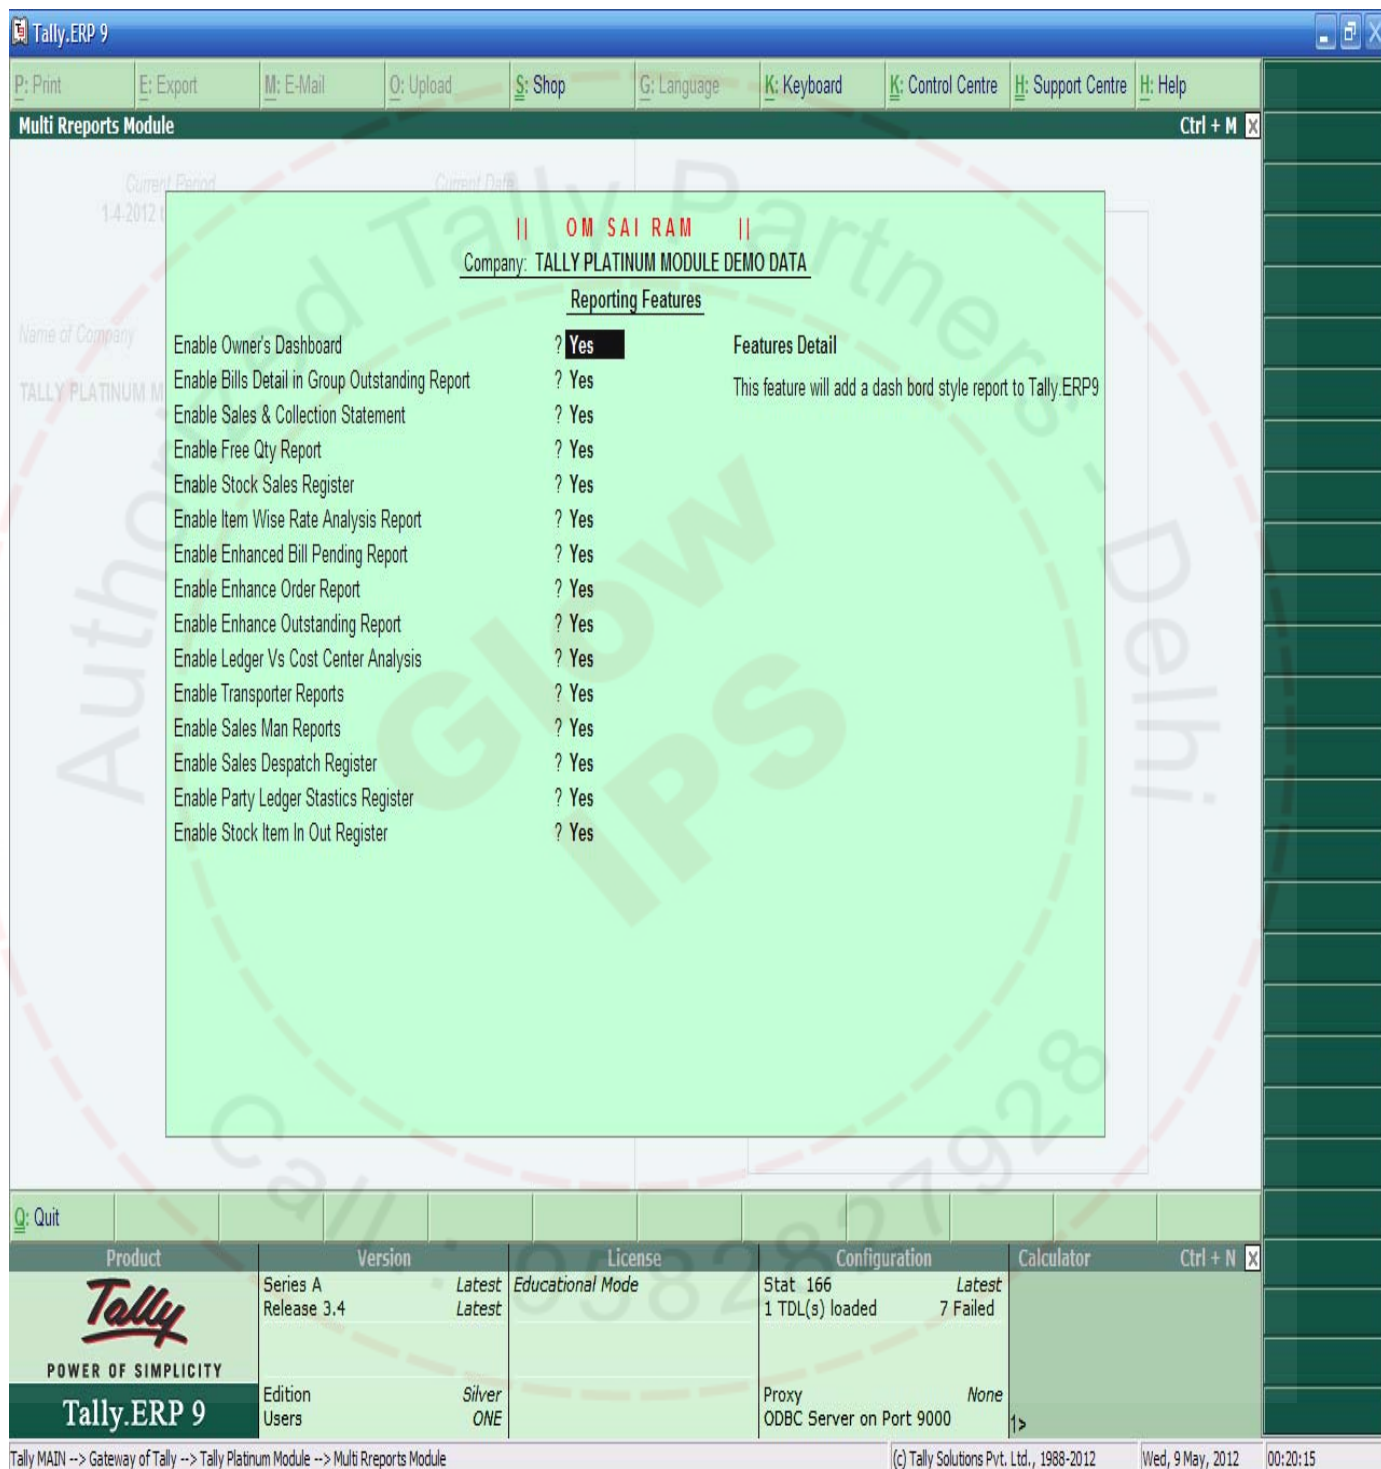 Tally.ERP 9
P: Print E: Export M: E-Mail O: Upload S: Shop G: Language K: Keyboard K: Control Centre H: Support Centre H: Help
Multi Rreports Module Ctrl + M X
Current Period Current Date
1-4-2012 t
|| OM SAI RAM ||
Company: TALLY PLATINUM MODULE DEMO DATA
Reporting Features
Name of Company
Enable Owner's Dashboard ? Yes Features Detail
Enable Bills Detail in Group Outstanding Report ? Yes This feature will add a dash bord style report to Tally.ERP9
TALLY PLATINUM M
Enable Sales & Collection Statement ? Yes
Enable Free Qty Report ? Yes
Enable Stock Sales Register ? Yes
Enable Item Wise Rate Analysis Report ? Yes
Enable Enhanced Bill Pending Report ? Yes
Enable Enhance Order Report ? Yes
Enable Enhance Outstanding Report ? Yes
Enable Ledger Vs Cost Center Analysis ? Yes
Enable Transporter Reports ? Yes
Enable Sales Man Reports ? Yes
Enable Sales Despatch Register ? Yes
Enable Party Ledger Stastics Register ? Yes
Enable Stock Item In Out Register ? Yes
Authorized Tally Partners - Delhi
Glow
IPS
Call : 9582827928
Q: Quit
Product Version License Configuration Calculator Ctrl + N X
Tally
POWER OF SIMPLICITY
Tally.ERP 9
Series A Latest
Release 3.4 Latest
Edition Silver
Users ONE
Educational Mode
Stat 166 Latest
1 TDL(s) loaded 7 Failed
Proxy None
ODBC Server on Port 9000
1>
Tally MAIN --> Gateway of Tally --> Tally Platinum Module --> Multi Rreports Module (c) Tally Solutions Pvt. Ltd., 1988-2012 Wed, 9 May, 2012 00:20:15